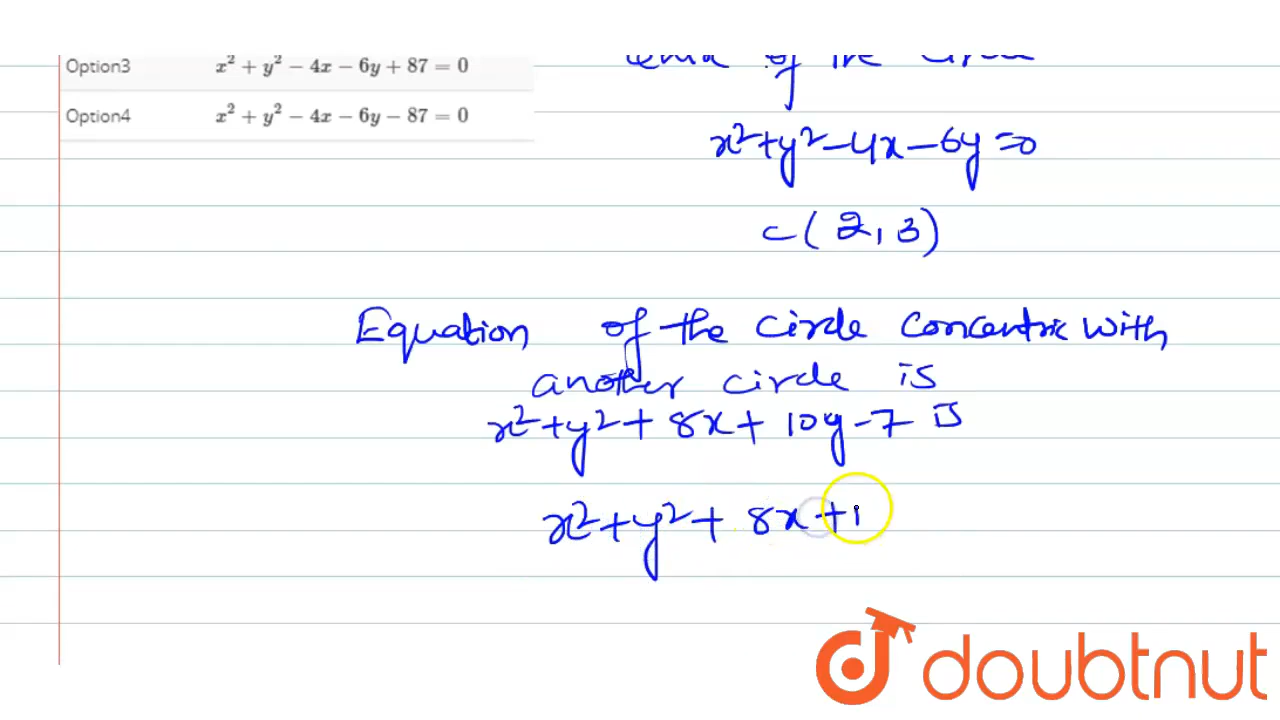 Option3 x² + y² − 4x − 6y + 87 = 0
Option4 x² + y² − 4x − 6y − 87 = 0
of the
x²+y²-4x-6y=0
C(2,3)
Equation of the circle concentric with
another circle is
x²+y²+8x+10y-7 is
x²+y²+8x+1
doubtnut